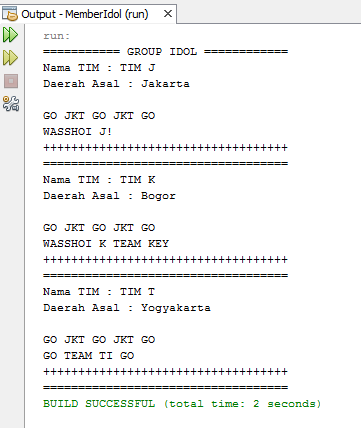 Output - MemberIdol (run)
run:
=========== GROUP IDOL ============
Nama TIM : TIM J
Daerah Asal : Jakarta
GO JKT GO JKT GO
WASSHOI J!
+++++++++++++++++++++++++++++++++++
===================================
Nama TIM : TIM K
Daerah Asal : Bogor
GO JKT GO JKT GO
WASSHOI K TEAM KEY
+++++++++++++++++++++++++++++++++++
===================================
Nama TIM : TIM T
Daerah Asal : Yogyakarta
GO JKT GO JKT GO
GO TEAM TI GO
+++++++++++++++++++++++++++++++++++
===================================
BUILD SUCCESSFUL (total time: 2 seconds)